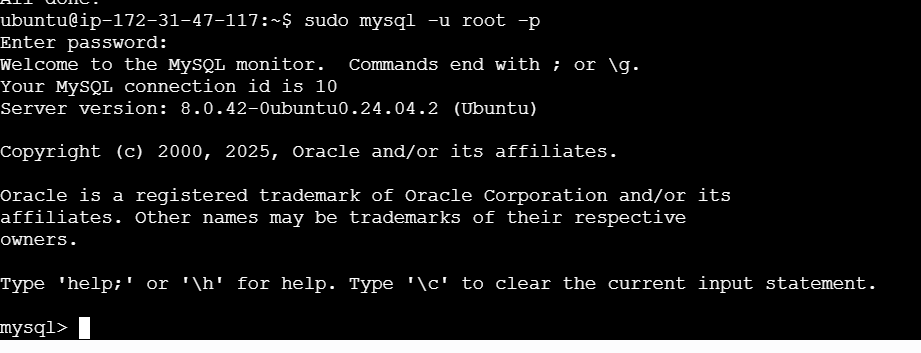 All done!
ubuntu@ip-172-31-47-117:~$ sudo mysql -u root -p
Enter password:
Welcome to the MySQL monitor.  Commands end with ; or \g.
Your MySQL connection id is 10
Server version: 8.0.42-0ubuntu0.24.04.2 (Ubuntu)
Copyright (c) 2000, 2025, Oracle and/or its affiliates.
Oracle is a registered trademark of Oracle Corporation and/or its
affiliates. Other names may be trademarks of their respective
owners.
Type 'help;' or '\h' for help. Type '\c' to clear the current input statement.
mysql>